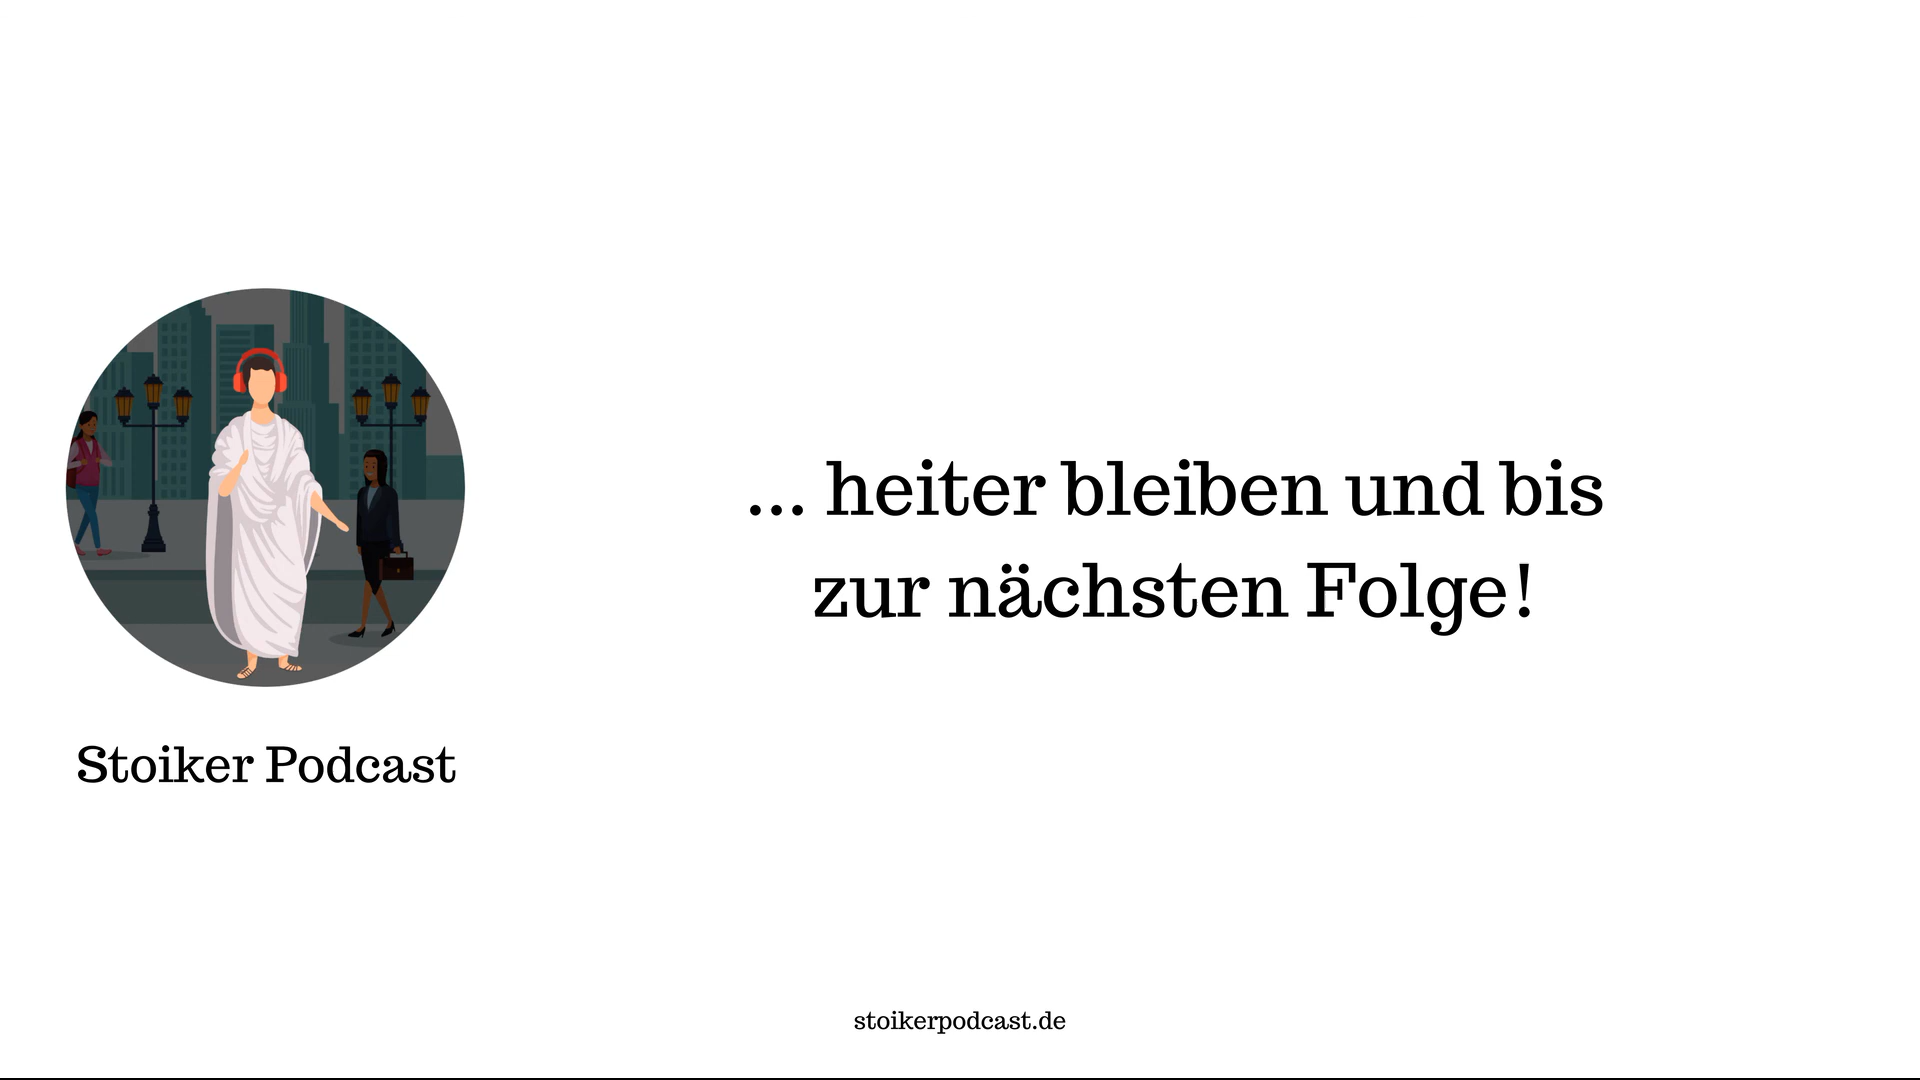 ... heiter bleiben und bis
zur nächsten Folge!
Stoiker Podcast
stoikerpodcast.de